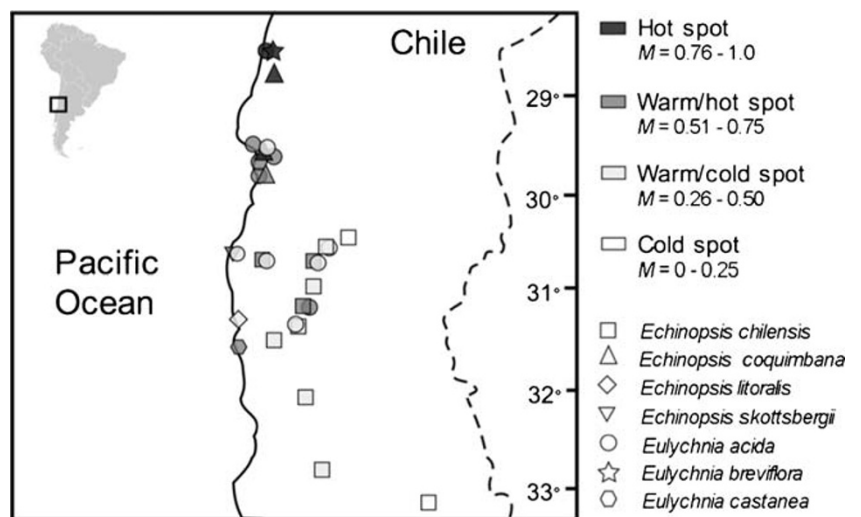 Chile
Pacific
Ocean
29°
30°
31°
32°
33°
Hot spot
M = 0.76 - 1.0
Warm/hot spot
M = 0.51 - 0.75
Warm/cold spot
M = 0.26 - 0.50
Cold spot
M = 0 - 0.25
Echinopsis chilensis
Echinopsis coquimbana
Echinopsis litoralis
Echinopsis skottsbergii
Eulychnia acida
Eulychnia breviflora
Eulychnia castanea